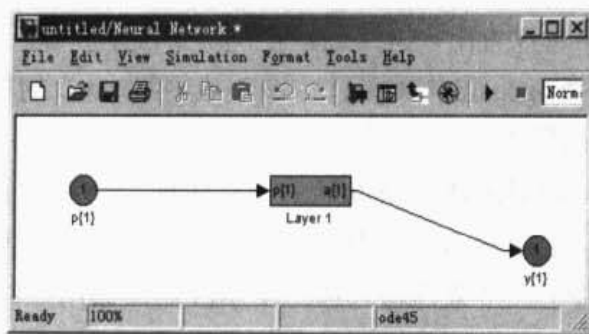 untitled/Neural Network *
File Edit View Simulation Format Tools Help
Norm
1
p{1}
p{1} a{1}
Layer 1
1
y{1}
Ready 100% ode45